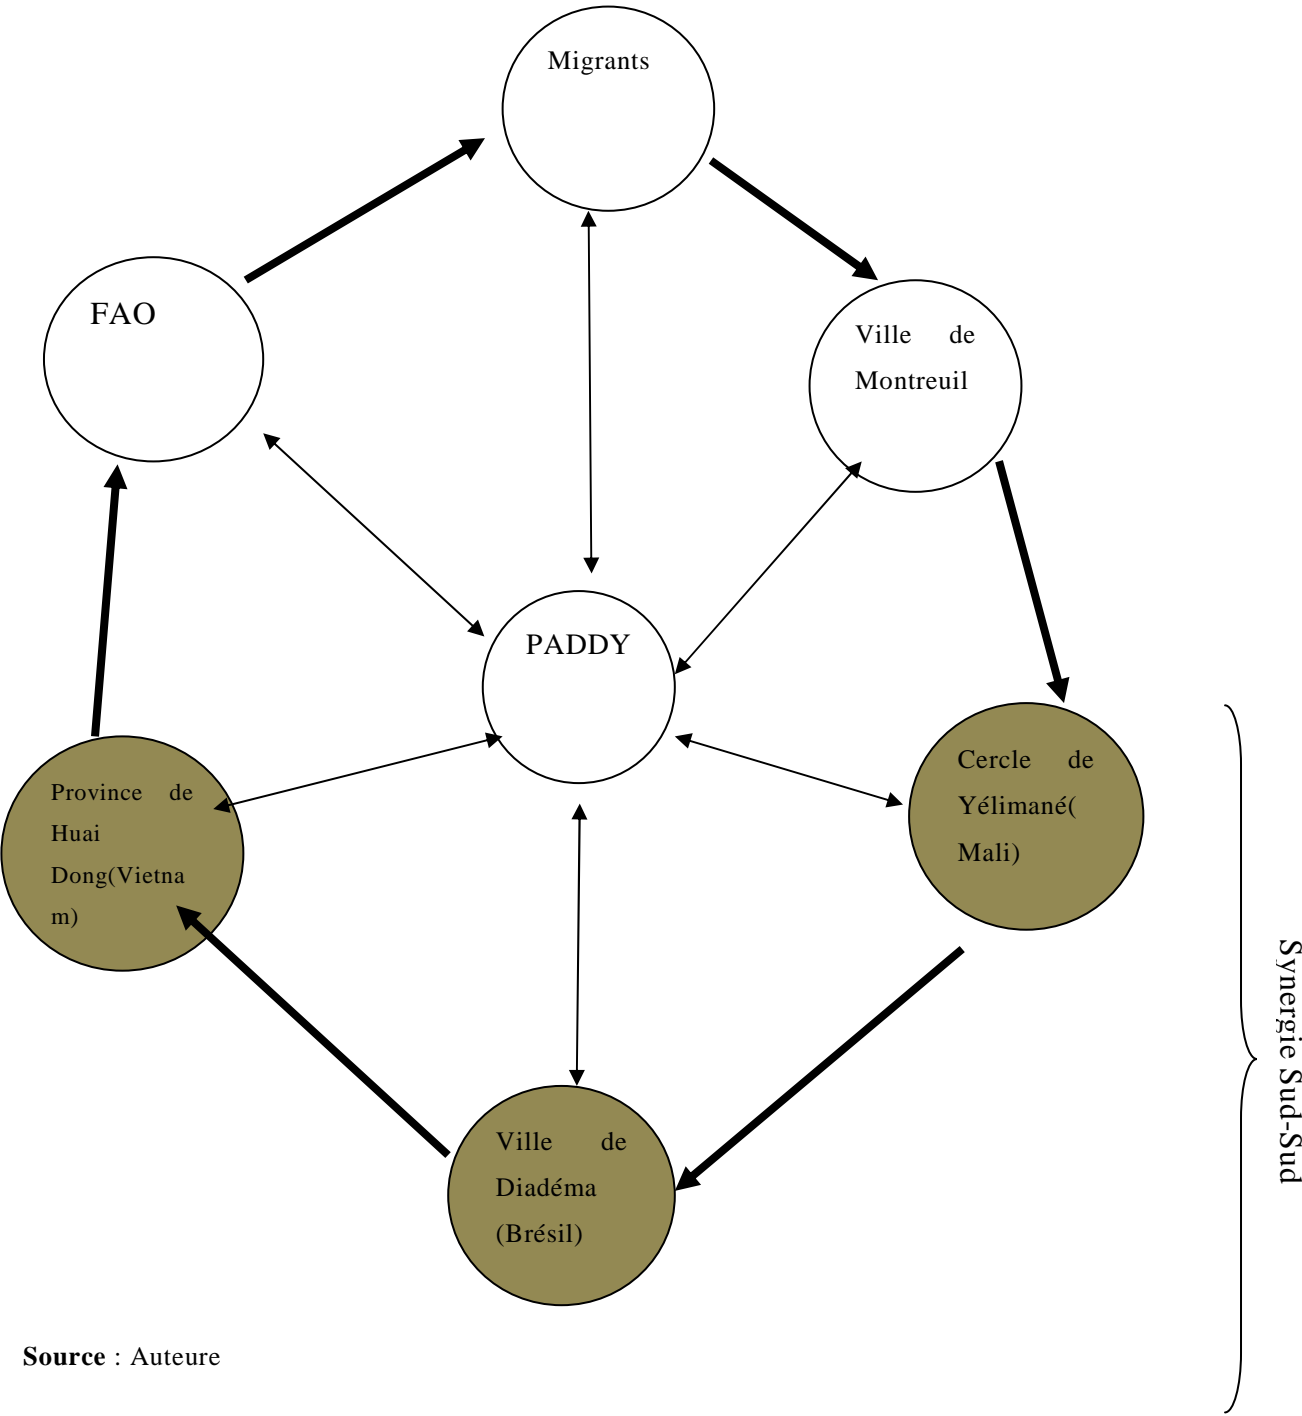 Migrants
FAO
Ville de
Montreuil
PADDY
Cercle de
Yélimané(
Mali)
Province de
Huai
Dong(Vietna
m)
Ville de
Diadéma
(Brésil)
Synergie Sud-Sud
Source : Auteure